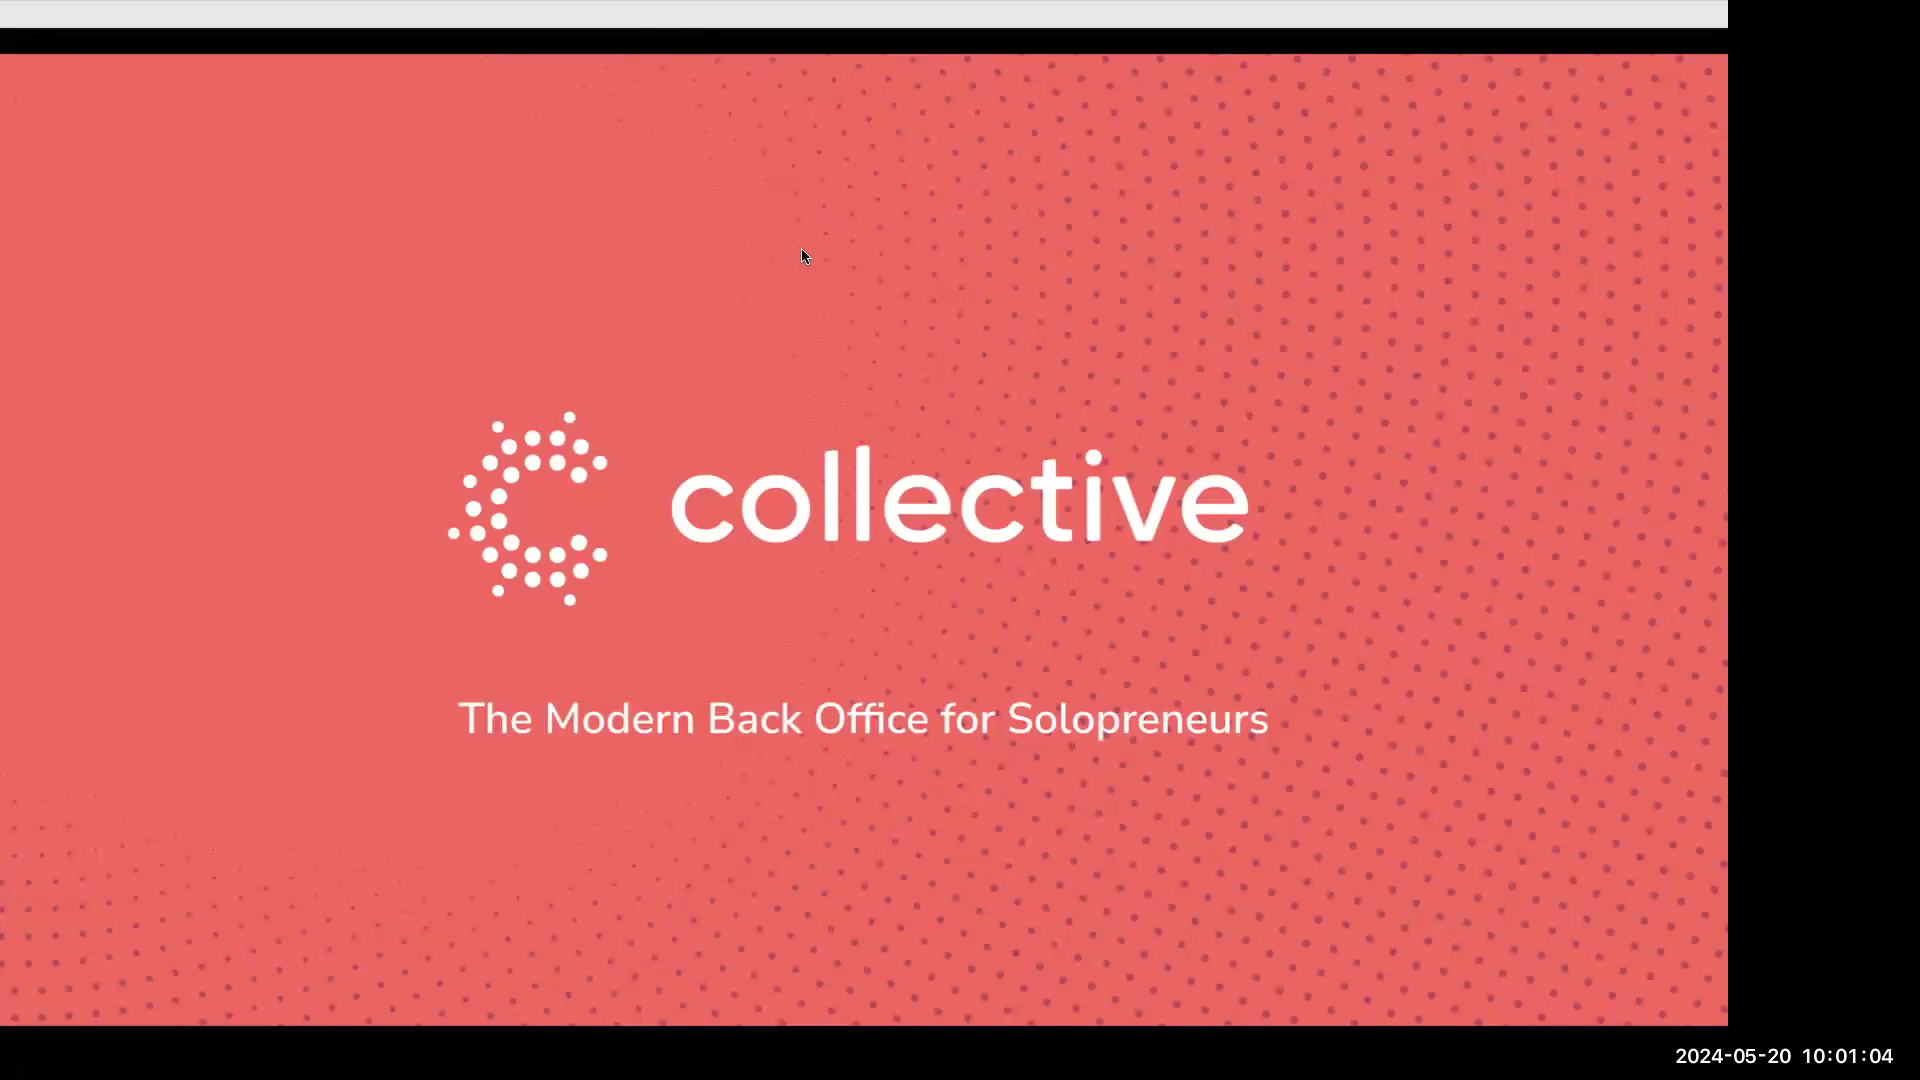 collective
The Modern Back Office for Solopreneurs
2024-05-20 10:01:04